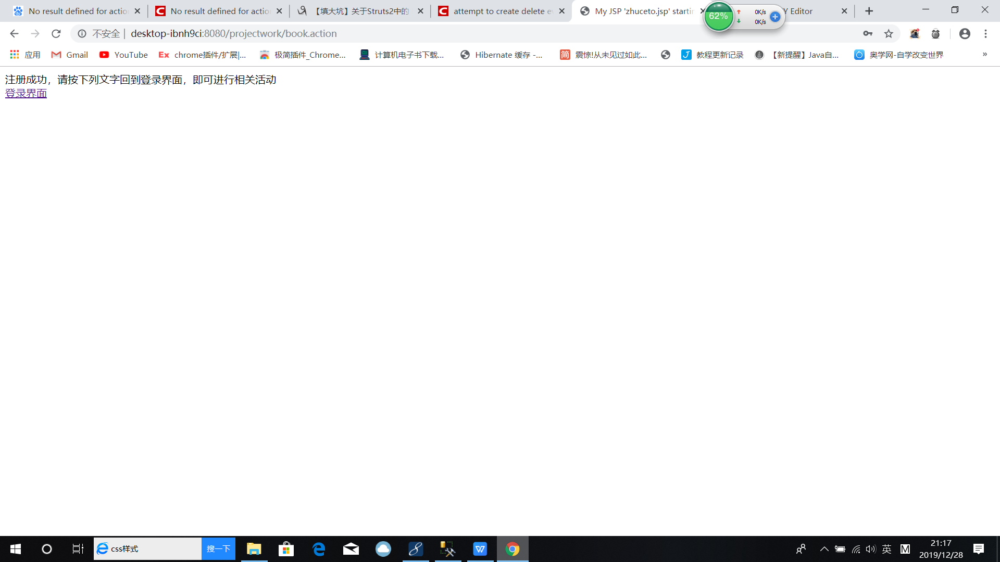 No result defined for actio
No result defined for actio
【填大坑】关于Struts2中的
attempt to create delete e
My JSP 'zhuceto.jsp' starti
Y Editor
62%
0K/s
0K/s
不安全 | desktop-ibnh9ci:8080/projectwork/book.action
应用 Gmail YouTube chrome插件/扩展|... 极简插件_Chrome... 计算机电子书下载... Hibernate 缓存 -... 震惊!从未见过如此... 教程更新记录 【新提醒】Java自... 奥学网-自学改变世界 »
注册成功，请按下列文字回到登录界面，即可进行相关活动
登录界面
css样式 搜一下
英 M
21:17
2019/12/28